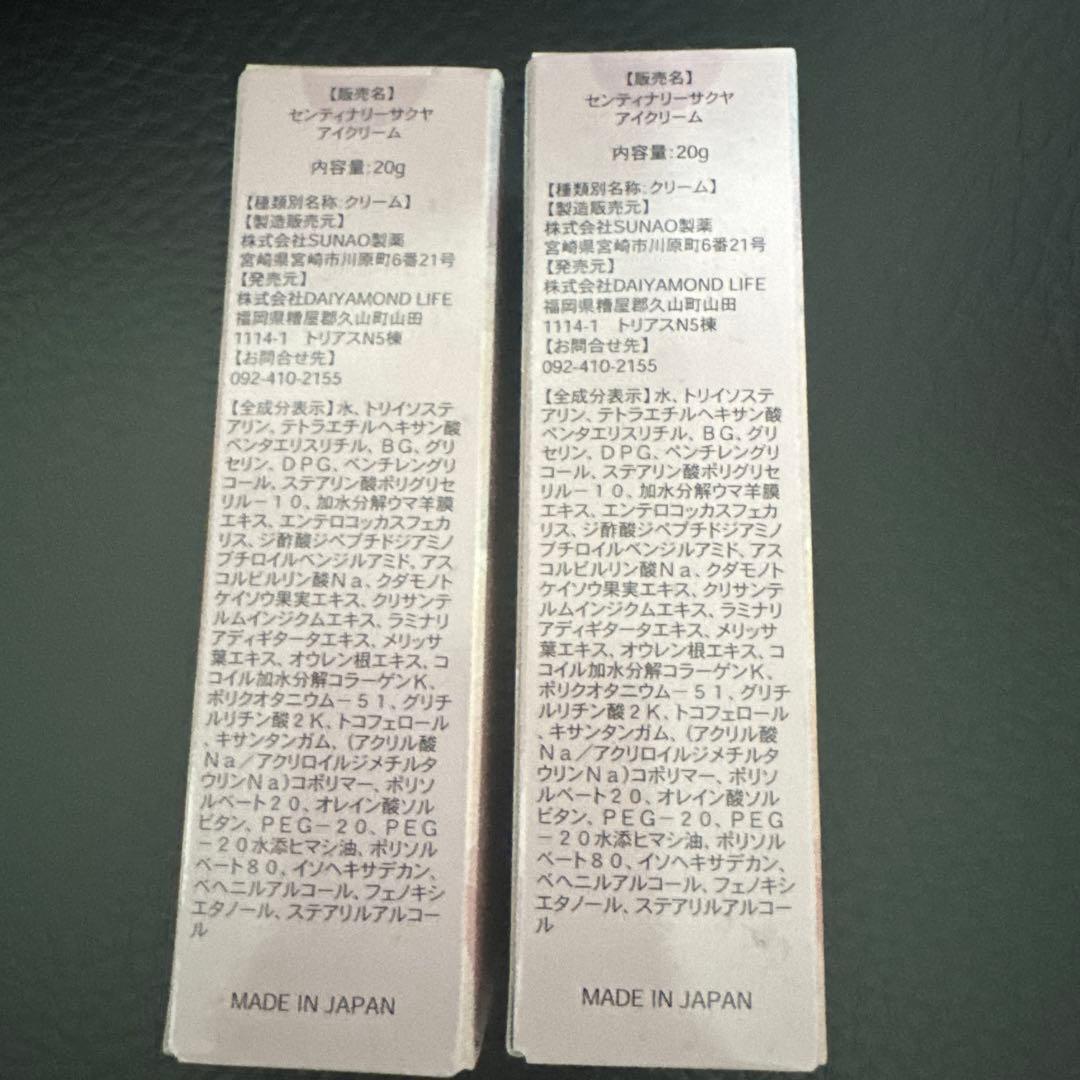 【販売名】
センティナリーサクヤ
アイクリーム
内容量:20g
【種類別名称:クリーム】
【製造販売元】
株式会社SUNAO製薬
宮崎県宮崎市川原町6番21号
【発売元】
株式会社DAIYAMOND LIFE
福岡県糟屋郡久山町山田
1114-1　トリアスN5棟
【お問合せ先】
092-410-2155
【全成分表示】水、トリイソステ
アリン、テトラエチルヘキサン酸
ペンタエリスリチル、BG、グリ
セリン、DPG、ペンチレングリ
コール、ステアリン酸ポリグリセ
リル－10、加水分解ウマ羊膜
エキス、エンテロコッカスフェカ
リス、ジ酢酸ジペプチドジアミノ
ブチロイルベンジルアミド、アス
コルビルリン酸Na、クダモノト
ケイソウ果実エキス、クリサンテ
ルムインジクムエキス、ラミナリ
アディギタータエキス、メリッサ
葉エキス、オウレン根エキス、コ
コイル加水分解コラーゲンK、
ポリクオタニウム－51、グリチ
ルリチン酸2K、トコフェロール
、キサンタンガム、(アクリル酸
Na／アクリロイルジメチルタ
ウリンNa)コポリマー、ポリソ
ルベート20、オレイン酸ソル
ビタン、PEG－20、PEG
－20水添ヒマシ油、ポリソル
ベート80、イソヘキサデカン、
ベヘニルアルコール、フェノキシ
エタノール、ステアリルアルコー
ル
MADE IN JAPAN
【販売名】
センティナリーサクヤ
アイクリーム
内容量:20g
【種類別名称:クリーム】
【製造販売元】
株式会社SUNAO製薬
宮崎県宮崎市川原町6番21号
【発売元】
株式会社DAIYAMOND LIFE
福岡県糟屋郡久山町山田
1114-1　トリアスN5棟
【お問合せ先】
092-410-2155
【全成分表示】水、トリイソステ
アリン、テトラエチルヘキサン酸
ペンタエリスリチル、BG、グリ
セリン、DPG、ペンチレングリ
コール、ステアリン酸ポリグリセ
リル－10、加水分解ウマ羊膜
エキス、エンテロコッカスフェカ
リス、ジ酢酸ジペプチドジアミノ
ブチロイルベンジルアミド、アス
コルビルリン酸Na、クダモノト
ケイソウ果実エキス、クリサンテ
ルムインジクムエキス、ラミナリ
アディギタータエキス、メリッサ
葉エキス、オウレン根エキス、コ
コイル加水分解コラーゲンK、
ポリクオタニウム－51、グリチ
ルリチン酸2K、トコフェロール
、キサンタンガム、(アクリル酸
Na／アクリロイルジメチルタ
ウリンNa)コポリマー、ポリソ
ルベート20、オレイン酸ソル
ビタン、PEG－20、PEG
－20水添ヒマシ油、ポリソル
ベート80、イソヘキサデカン、
ベヘニルアルコール、フェノキシ
エタノール、ステアリルアルコー
ル
MADE IN JAPAN